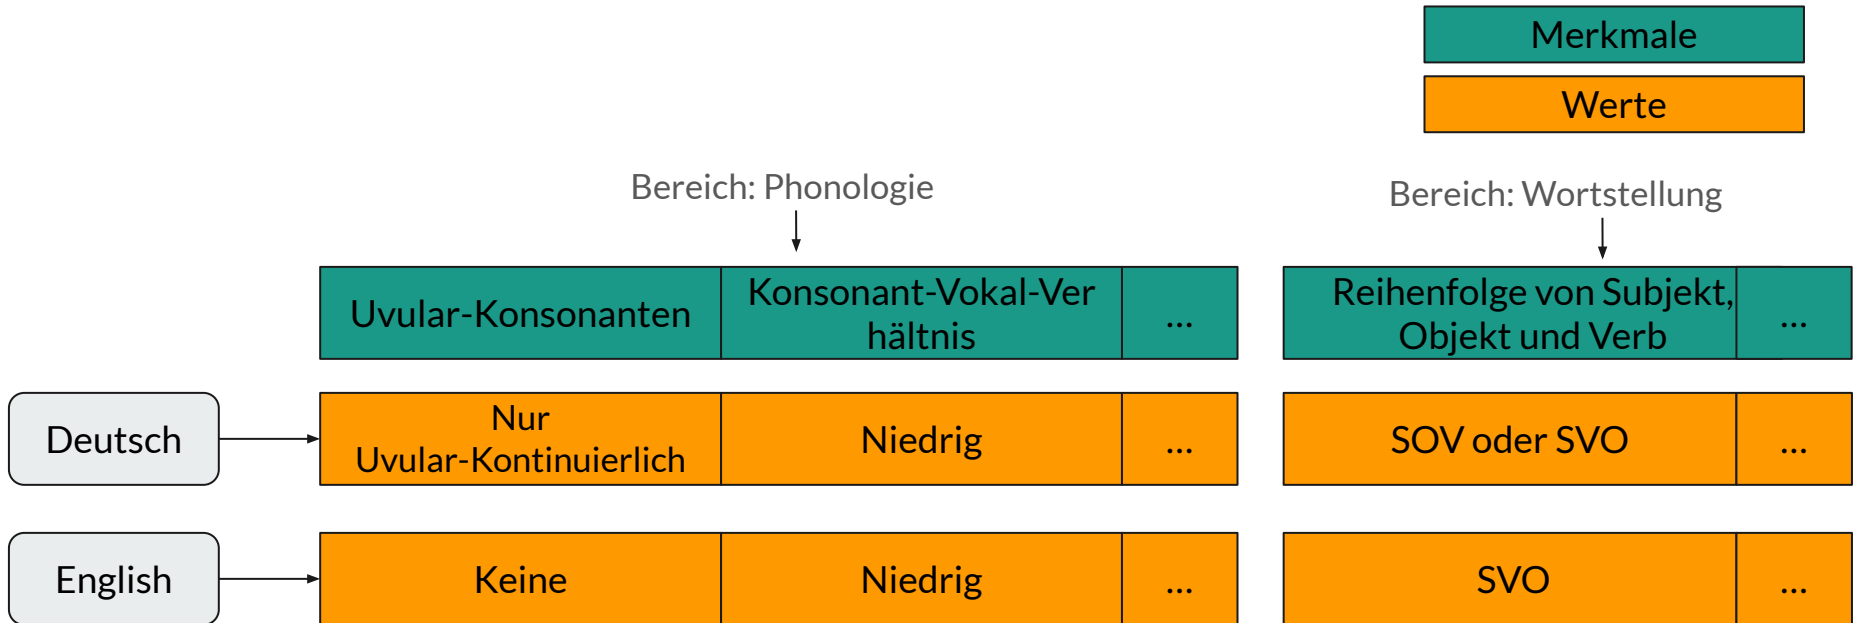 Merkmale
Werte
Bereich: Phonologie
Bereich: Wortstellung
Uvular-Konsonanten
Konsonant-Vokal-Ver
hältnis
...
Reihenfolge von Subjekt,
Objekt und Verb
...
Deutsch
Nur
Uvular-Kontinuierlich
Niedrig
...
SOV oder SVO
...
English
Keine
Niedrig
...
SVO
...